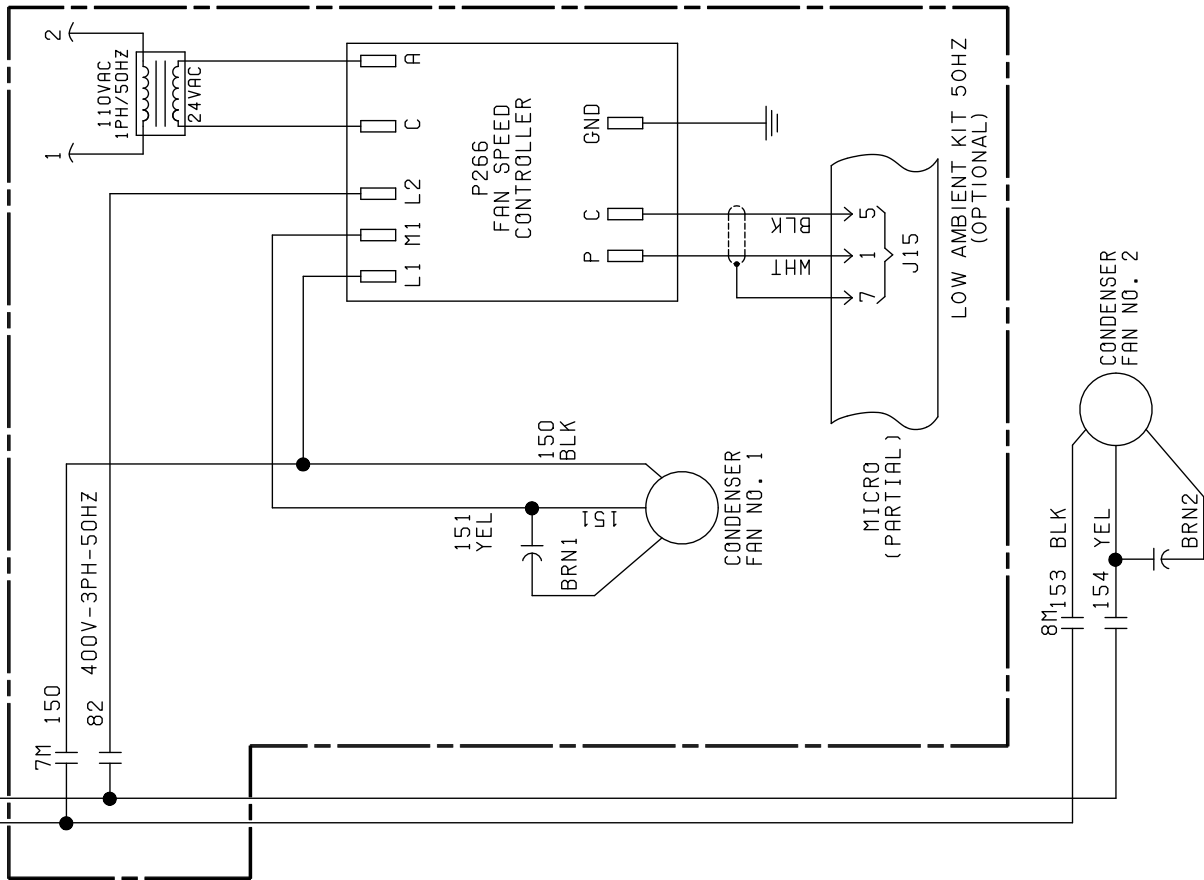 2
110VAC
1PH/50HZ
24VAC
1
A
C
L2
M1
L1
P266
FAN SPEED
CONTROLLER
GND
C
P
BLK
WHT
5
1
7
J15
LOW AMBIENT KIT 50HZ
(OPTIONAL)
MICRO
(PARTIAL)
7M
150
82
400V-3PH-50HZ
150
BLK
151
YEL
151
BRN1
CONDENSER
FAN NO. 1
8M
153 BLK
154 YEL
BRN2
CONDENSER
FAN NO. 2